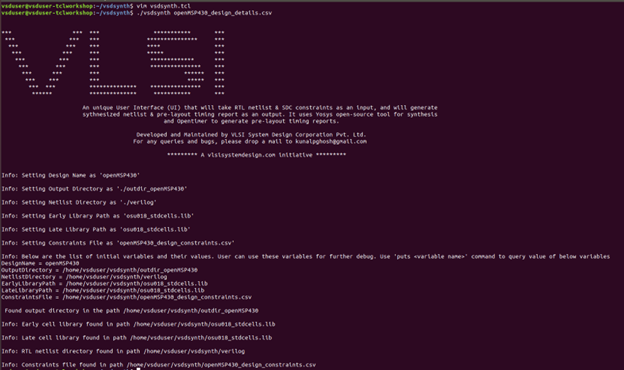 vsduser@vsduser-tclworkshop:~/vsdsynth$ vim vsdsynth.tcl
vsduser@vsduser-tclworkshop:~/vsdsynth$ ./vsdsynth openMSP430_design_details.csv
VLSI
An unique User Interface (UI) that will take RTL netlist & SDC constraints as an input, and will generate
sythnesized netlist & pre-layout timing report as an output. It uses Yosys open-source tool for synthesis
and Opentimer to generate pre-layout timing reports.
Developed and Maintained by VLSI System Design Corporation Pvt. Ltd.
For any queries and bugs, please drop a mail to kunalpghosh@gmail.com
********* A vlsisystemdesign.com initiative *********
Info: Setting Design Name as 'openMSP430'
Info: Setting Output Directory as './outdir_openMSP430'
Info: Setting Netlist Directory as './verilog'
Info: Setting Early Library Path as 'osu018_stdcells.lib'
Info: Setting Late Library Path as 'osu018_stdcells.lib'
Info: Setting Constraints File as 'openMSP430_design_constraints.csv'
Info: Below are the list of initial variables and their values. User can use these variables for further debug. Use 'puts <variable name>' command to query value of below variables
DesignName = openMSP430
OutputDirectory = /home/vsduser/vsdsynth/outdir_openMSP430
NetlistDirectory = /home/vsduser/vsdsynth/verilog
EarlyLibraryPath = /home/vsduser/vsdsynth/osu018_stdcells.lib
LateLibraryPath = /home/vsduser/vsdsynth/osu018_stdcells.lib
ConstraintsFile = /home/vsduser/vsdsynth/openMSP430_design_constraints.csv
Found output directory in the path /home/vsduser/vsdsynth/outdir_openMSP430
Info: Early cell library found in path /home/vsduser/vsdsynth/osu018_stdcells.lib
Info: Late cell library found in path /home/vsduser/vsdsynth/osu018_stdcells.lib
Info: RTL netlist directory found in path /home/vsduser/vsdsynth/verilog
Info: Constraints file found in path /home/vsduser/vsdsynth/openMSP430_design_constraints.csv